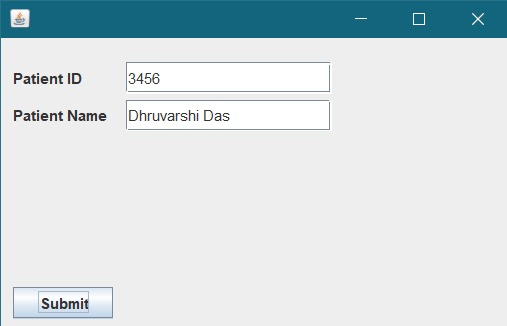 Patient ID 3456
Patient Name Dhruvarshi Das
Submit